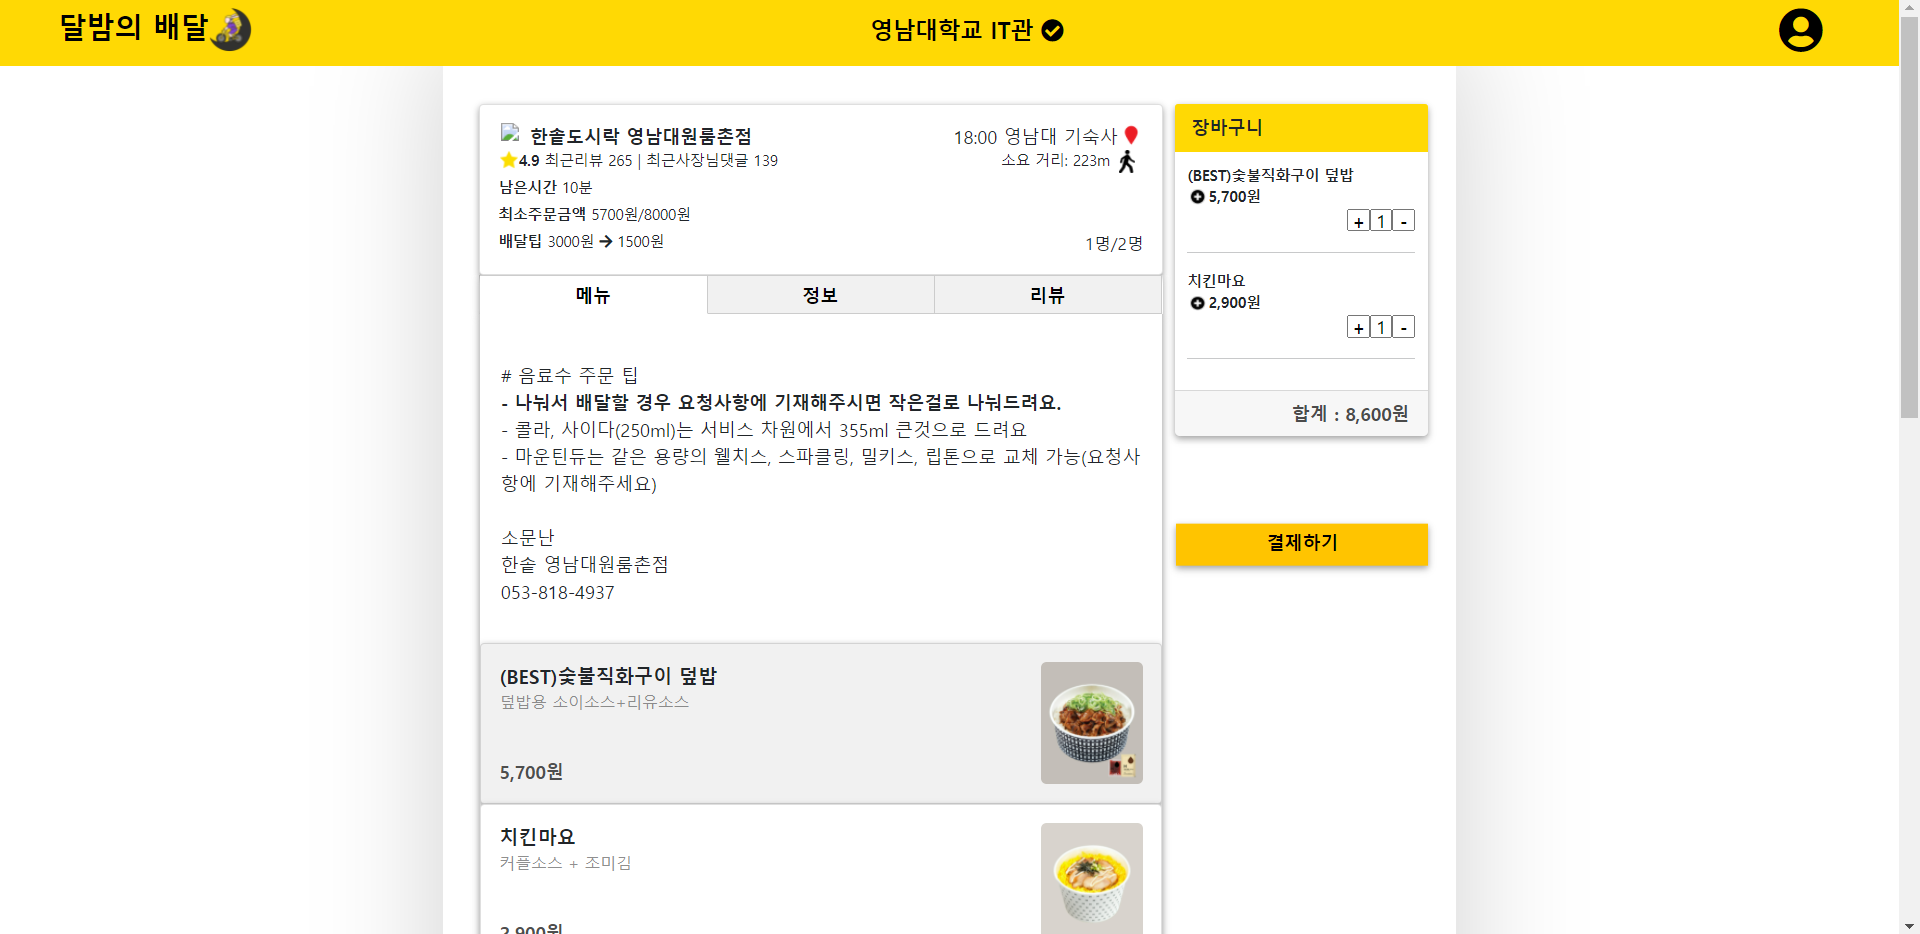 달밤의 배달
영남대학교 IT관
한솥도시락 영남대원룸촌점
18:00 영남대 기숙사
4.9 최근리뷰 265 | 최근사장님댓글 139
소요 거리: 223m
남은시간 10분
최소주문금액 5700원/8000원
배달팁 3000원 → 1500원
1명/2명
메뉴
정보
리뷰
# 음료수 주문 팁
- 나눠서 배달할 경우 요청사항에 기재해주시면 작은걸로 나눠드려요.
- 콜라, 사이다(250ml)는 서비스 차원에서 355ml 큰것으로 드려요
- 마운틴듀는 같은 용량의 웰치스, 스파클링, 밀키스, 립톤으로 교체 가능(요청사
항에 기재해주세요)
소문난
한솥 영남대원룸촌점
053-818-4937
(BEST)숯불직화구이 덮밥
덮밥용 소이소스+리유소스
5,700원
치킨마요
커플소스 + 조미김
2,900원
장바구니
(BEST)숯불직화구이 덮밥
5,700원
+ 1 -
치킨마요
2,900원
+ 1 -
합계 : 8,600원
결제하기